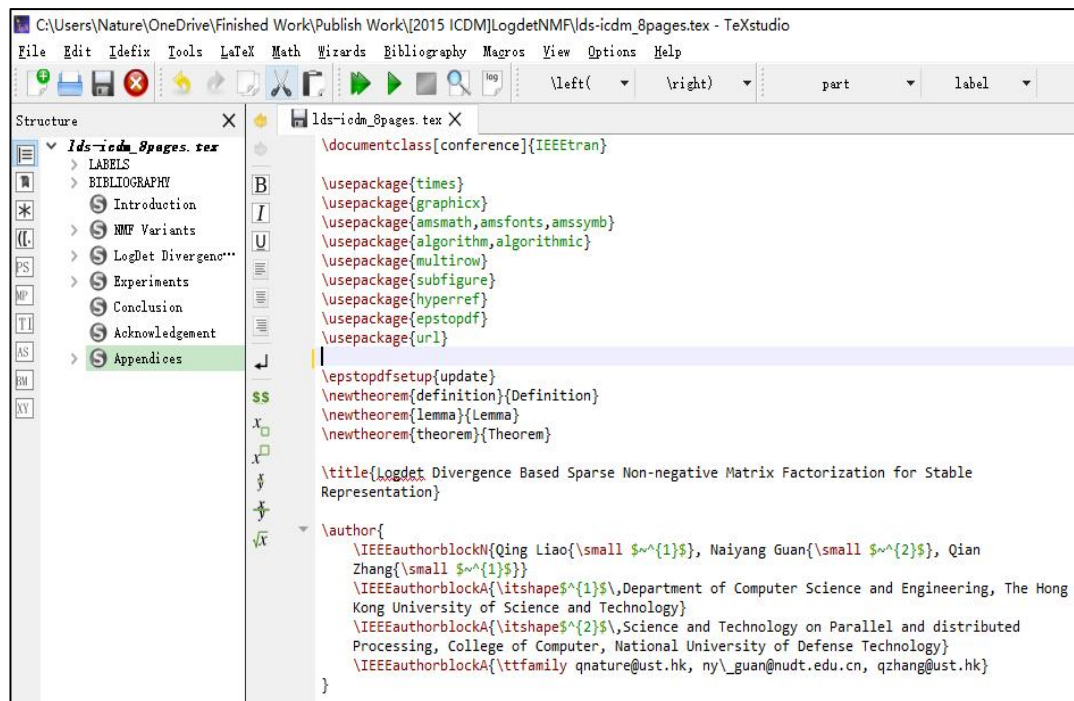 C:\Users\Nature\OneDrive\Finished Work\Publish Work\[2015 ICDM]LogdetNMF\lds-icdm_8pages.tex - TeXstudio
File Edit Idefix Tools LaTeX Math Wizards Bibliography Macros View Options Help
log \left( \right) part label
Structure
lds-icdm_8pages.tex
LABELS
BIBLIOGRAPHY
Introduction
NMF Variants
LogDet Divergenc...
Experiments
Conclusion
Acknowledgement
Appendices
PS
MP
TI
AS
BM
XY
B
I
U
$$
lds-icdm_8pages.tex
\documentclass[conference]{IEEEtran}
\usepackage{times}
\usepackage{graphicx}
\usepackage{amsmath,amsfonts,amssymb}
\usepackage{algorithm,algorithmic}
\usepackage{multirow}
\usepackage{subfigure}
\usepackage{hyperref}
\usepackage{epstopdf}
\usepackage{url}
\epstopdfsetup{update}
\newtheorem{definition}{Definition}
\newtheorem{lemma}{Lemma}
\newtheorem{theorem}{Theorem}
\title{Logdet Divergence Based Sparse Non-negative Matrix Factorization for Stable
Representation}
\author{
\IEEEauthorblockN{Qing Liao{\small $~^{1}$}, Naiyang Guan{\small $~^{2}$}, Qian
Zhang{\small $~^{1}$}}
\IEEEauthorblockA{\itshape$^{1}$\,Department of Computer Science and Engineering, The Hong
Kong University of Science and Technology}
\IEEEauthorblockA{\itshape$^{2}$\,Science and Technology on Parallel and distributed
Processing, College of Computer, National University of Defense Technology}
\IEEEauthorblockA{\ttfamily qnature@ust.hk, ny\_guan@nudt.edu.cn, qzhang@ust.hk}
}